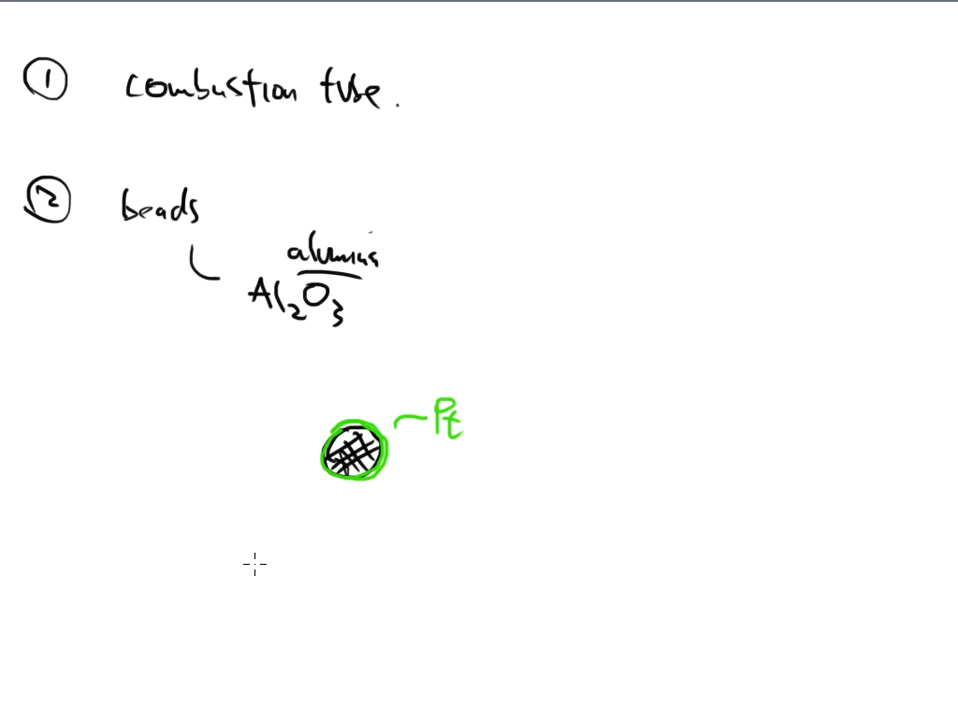 ① combustion tube.
② beads
alumina
Al₂O₃
~Pt